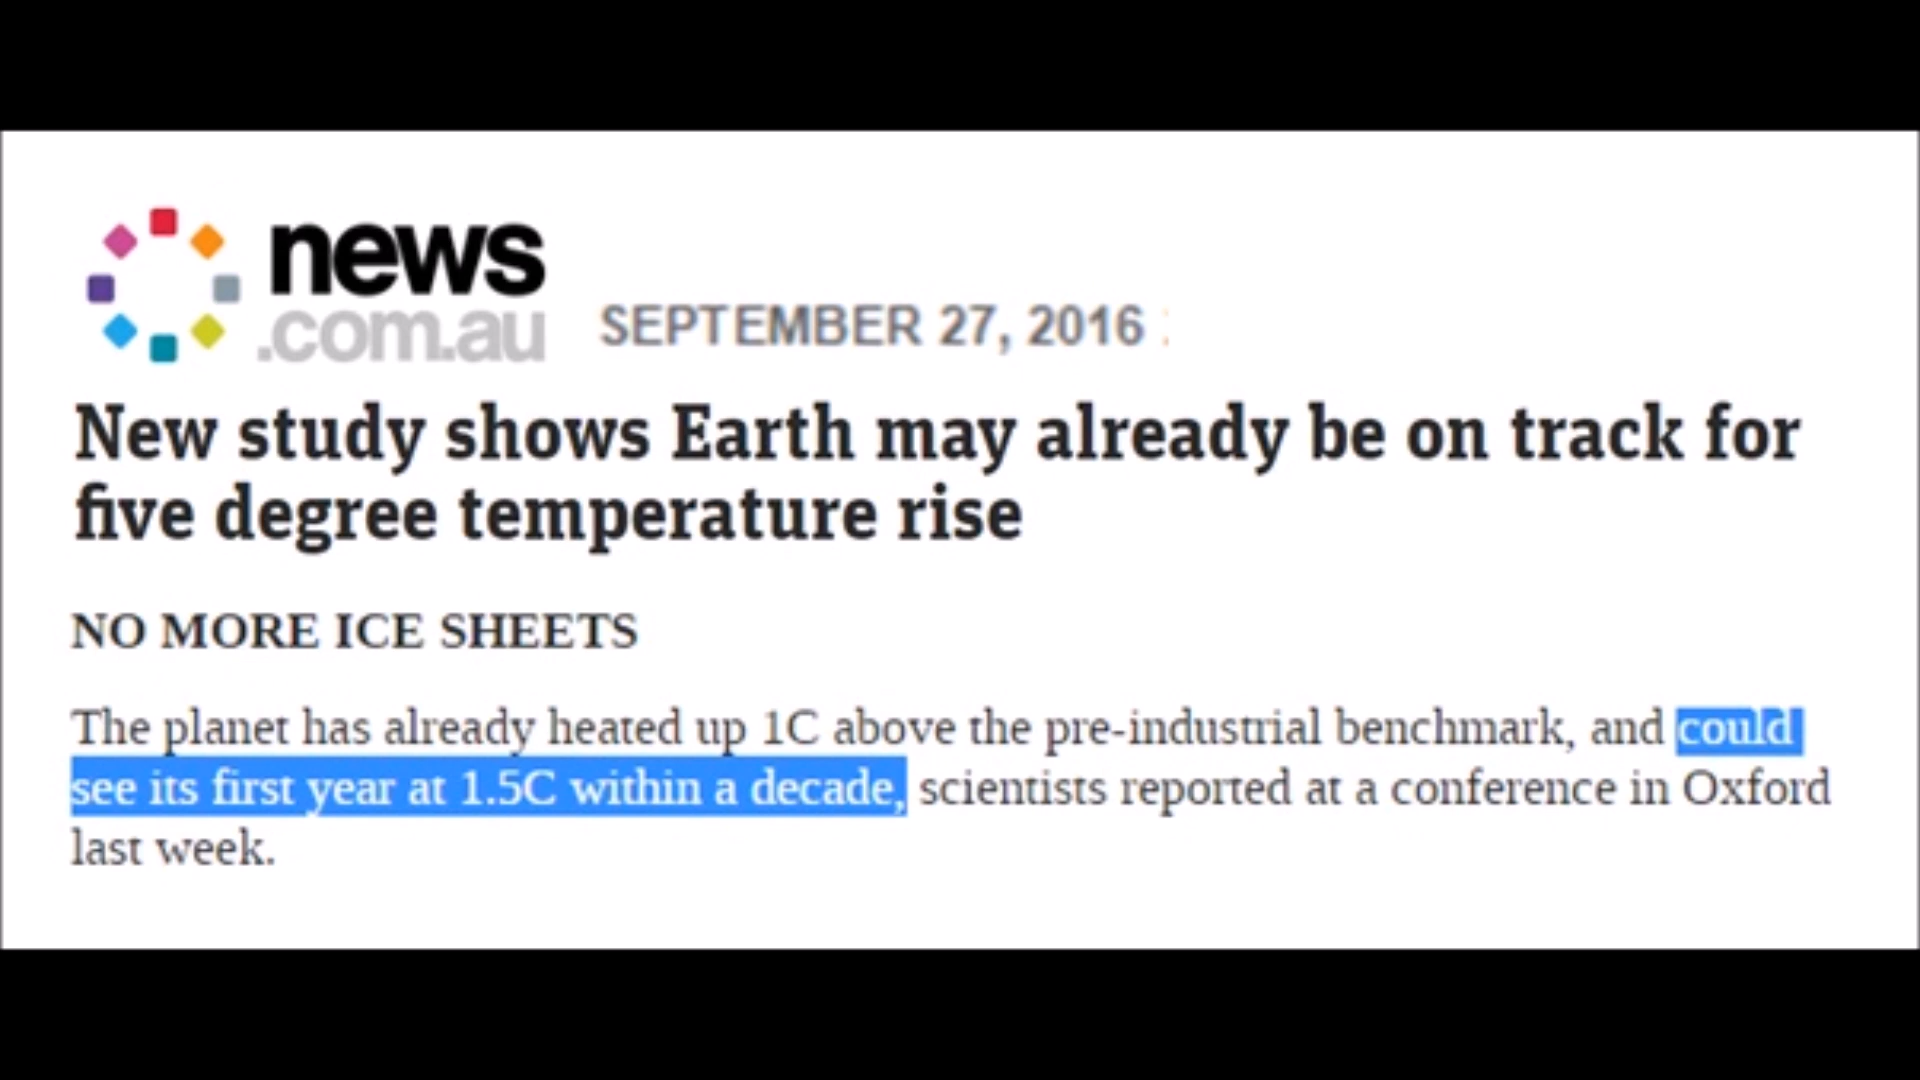 news
.com.au
SEPTEMBER 27, 2016
New study shows Earth may already be on track for
five degree temperature rise
NO MORE ICE SHEETS
The planet has already heated up 1C above the pre-industrial benchmark, and could
see its first year at 1.5C within a decade, scientists reported at a conference in Oxford
last week.